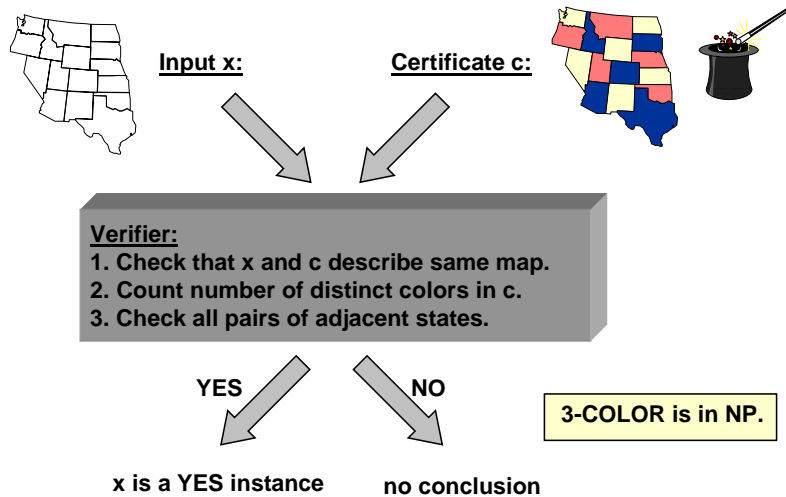 Input x:
Certificate c:
Verifier:
1. Check that x and c describe same map.
2. Count number of distinct colors in c.
3. Check all pairs of adjacent states.
YES
NO
3-COLOR is in NP.
x is a YES instance
no conclusion